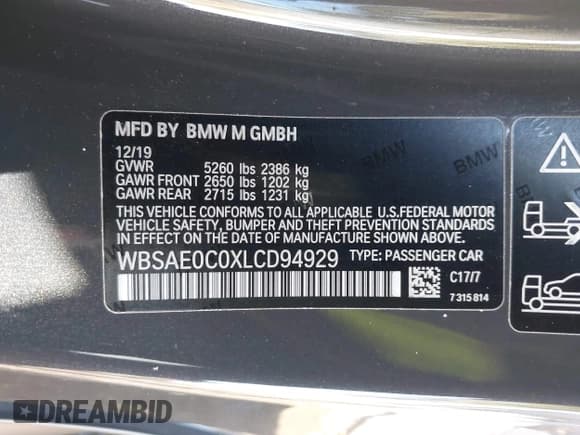 MFD BY BMW M GMBH
12/19
GVWR 5260 lbs 2386 kg
GAWR FRONT 2650 lbs 1202 kg
GAWR REAR 2715 lbs 1231 kg
THIS VEHICLE CONFORMS TO ALL APPLICABLE U.S.FEDERAL MOTOR
VEHICLE SAFETY, BUMPER, AND THEFT PREVENTION STANDARDS
IN EFFECT ON THE DATE OF MANUFACTURE SHOWN ABOVE.
WBSAE0C0XLCD94929 TYPE: PASSENGER CAR
C17/7
7 315 814
BMW
BMW
DREAMBID